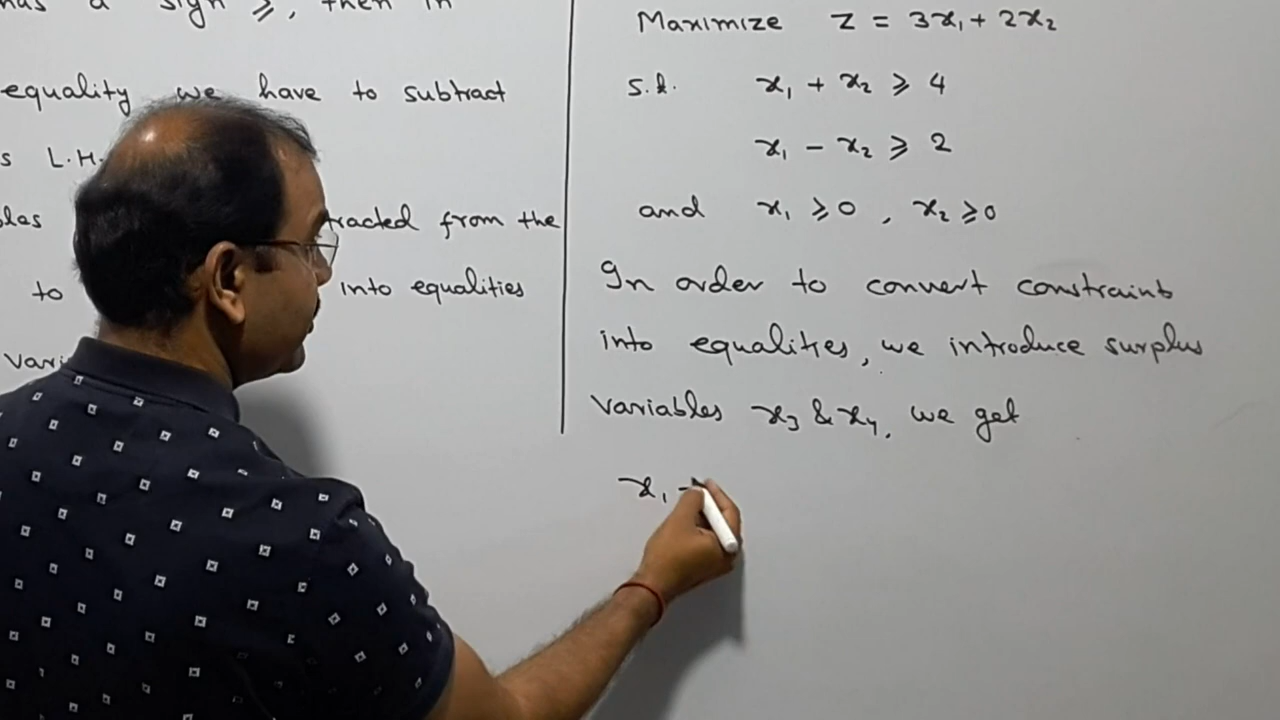 has a sign ⩾, then in
equality we have to subtract
s L.H.
racted from the
to into equalities
Vari
Maximize Z = 3x₁ + 2x₂
s.t. x₁ + x₂ ⩾ 4
x₁ - x₂ ⩾ 2
and x₁ ⩾ 0 , x₂ ⩾ 0
In order to convert constraint
into equalities, we introduce surplus
variables x₃ & x₄, we get
x₁ -